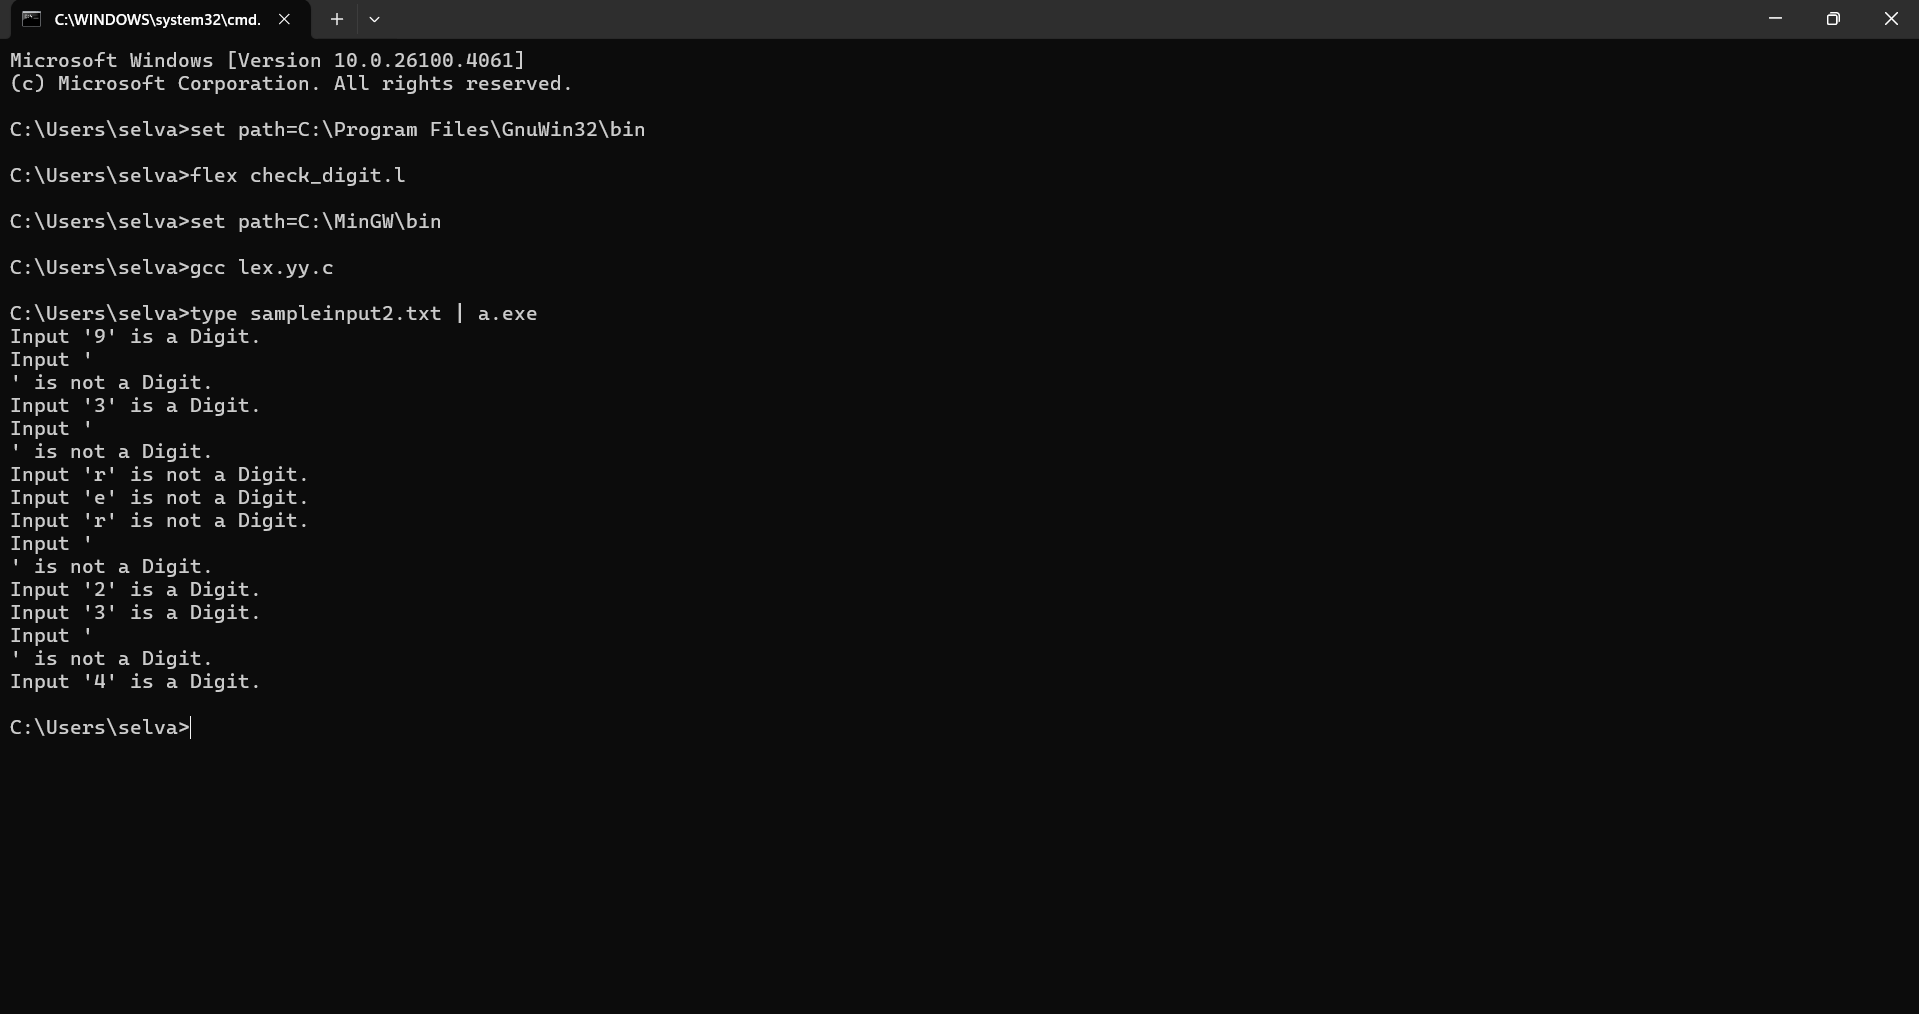 C:\WINDOWS\system32\cmd.
Microsoft Windows [Version 10.0.26100.4061]
(c) Microsoft Corporation. All rights reserved.
C:\Users\selva>set path=C:\Program Files\GnuWin32\bin
C:\Users\selva>flex check_digit.l
C:\Users\selva>set path=C:\MinGW\bin
C:\Users\selva>gcc lex.yy.c
C:\Users\selva>type sampleinput2.txt | a.exe
Input '9' is a Digit.
Input '
' is not a Digit.
Input '3' is a Digit.
Input '
' is not a Digit.
Input 'r' is not a Digit.
Input 'e' is not a Digit.
Input 'r' is not a Digit.
Input '
' is not a Digit.
Input '2' is a Digit.
Input '3' is a Digit.
Input '
' is not a Digit.
Input '4' is a Digit.
C:\Users\selva>